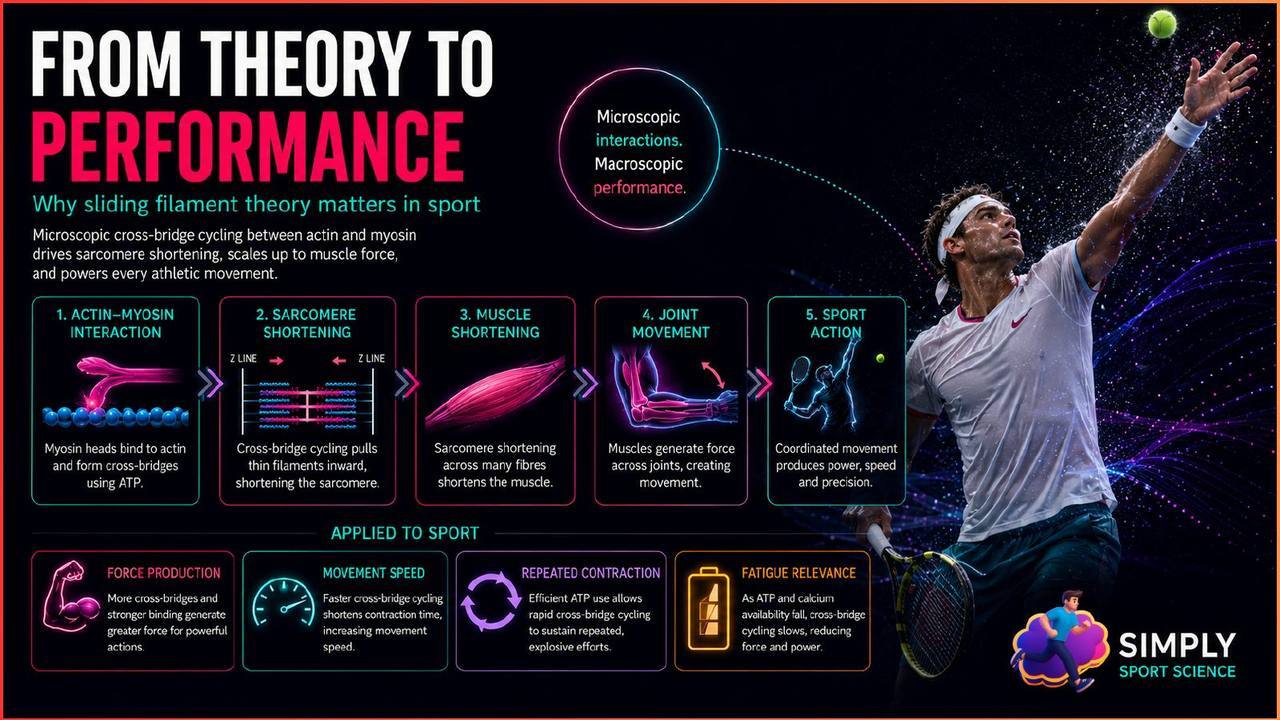 FROM THEORY TO
PERFORMANCE
Why sliding filament theory matters in sport
Microscopic cross-bridge cycling between actin and myosin
drives sarcomere shortening, scales up to muscle force,
and powers every athletic movement.
Microscopic
interactions.
Macroscopic
performance.
1. ACTIN–MYOSIN
INTERACTION
Myosin heads bind to actin
and form cross-bridges
using ATP.
2. SARCOMERE
SHORTENING
Z LINE
Z LINE
Cross-bridge cycling pulls
thin filaments inward,
shortening the sarcomere.
3. MUSCLE
SHORTENING
Sarcomere shortening
across many fibres
shortens the muscle.
4. JOINT
MOVEMENT
Muscles generate force
across joints, creating
movement.
5. SPORT
ACTION
Coordinated movement
produces power, speed
and precision.
APPLIED TO SPORT
FORCE PRODUCTION
More cross-bridges and
stronger binding generate
greater force for powerful
actions.
MOVEMENT SPEED
Faster cross-bridge cycling
shortens contraction time,
increasing movement
speed.
REPEATED CONTRACTION
Efficient ATP use allows
rapid cross-bridge cycling
to sustain repeated,
explosive efforts.
FATIGUE RELEVANCE
As ATP and calcium
availability fall, cross-bridge
cycling slows, reducing
force and power.
SIMPLY
SPORT SCIENCE